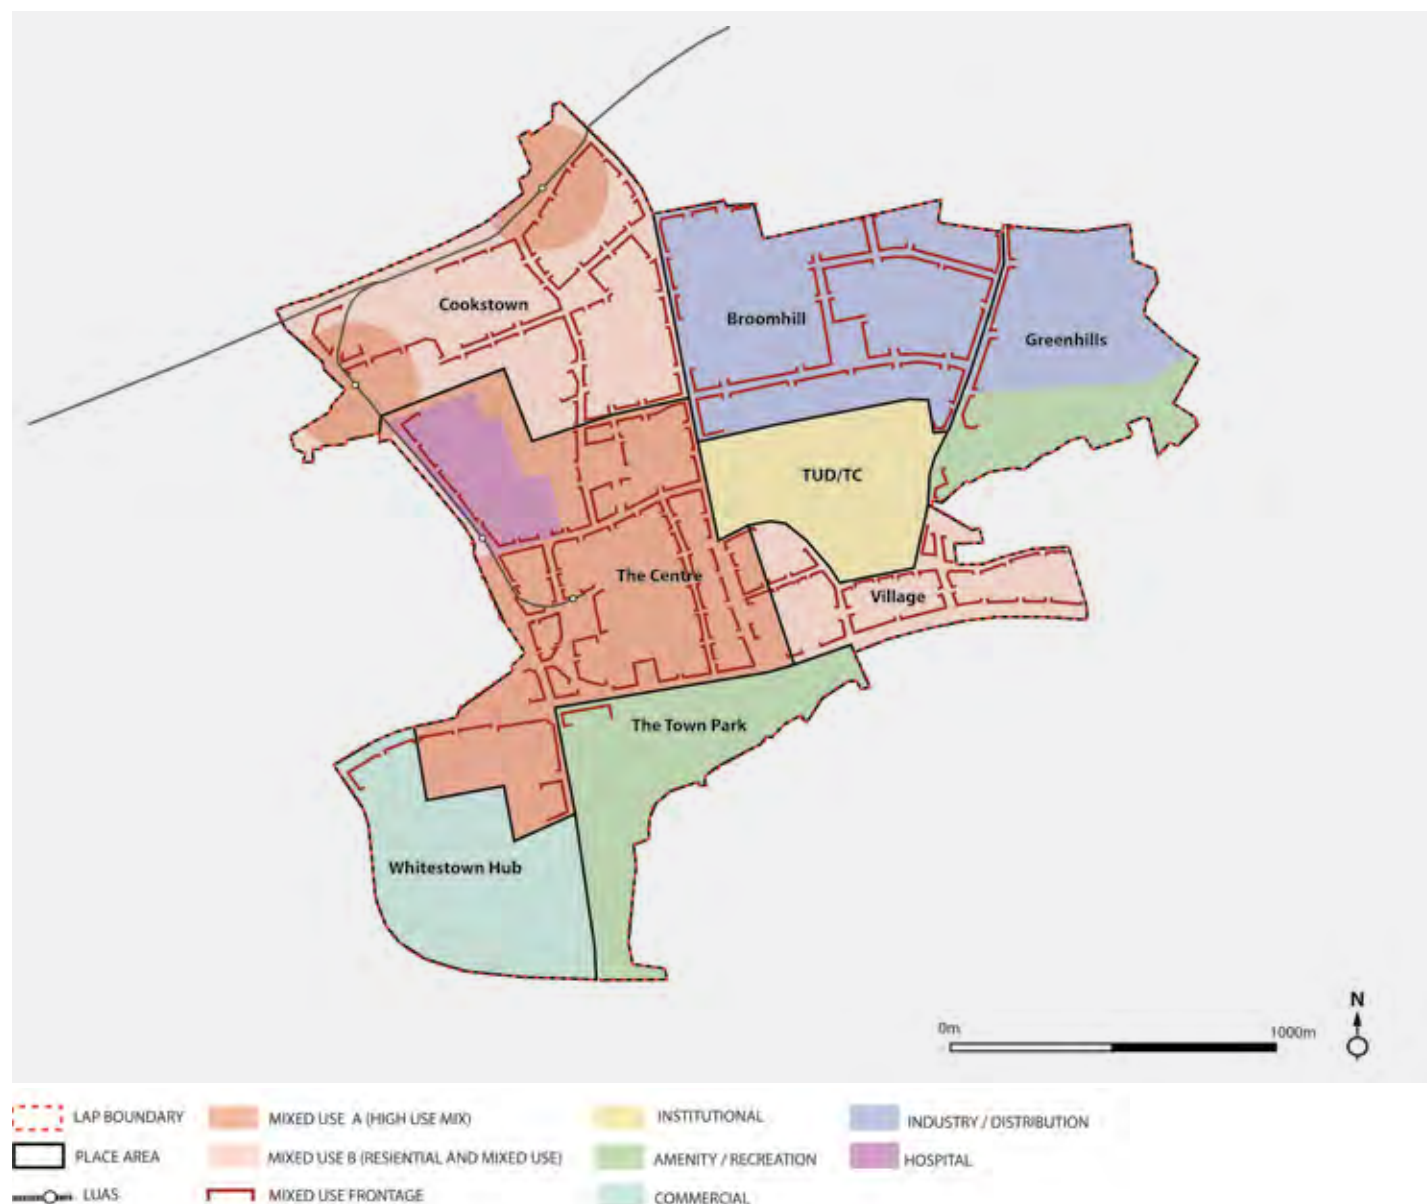 Cookstown
Broomhill
Greenhills
TUD/TC
The Centre
Village
The Town Park
Whitestown Hub
N
0m 1000m
LAP BOUNDARY MIXED USE A (HIGH USE MIX) INSTITUTIONAL INDUSTRY / DISTRIBUTION
PLACE AREA MIXED USE B (RESIENTIAL AND MIXED USE) AMENITY / RECREATION HOSPITAL
LUAS MIXED USE FRONTAGE COMMERCIAL